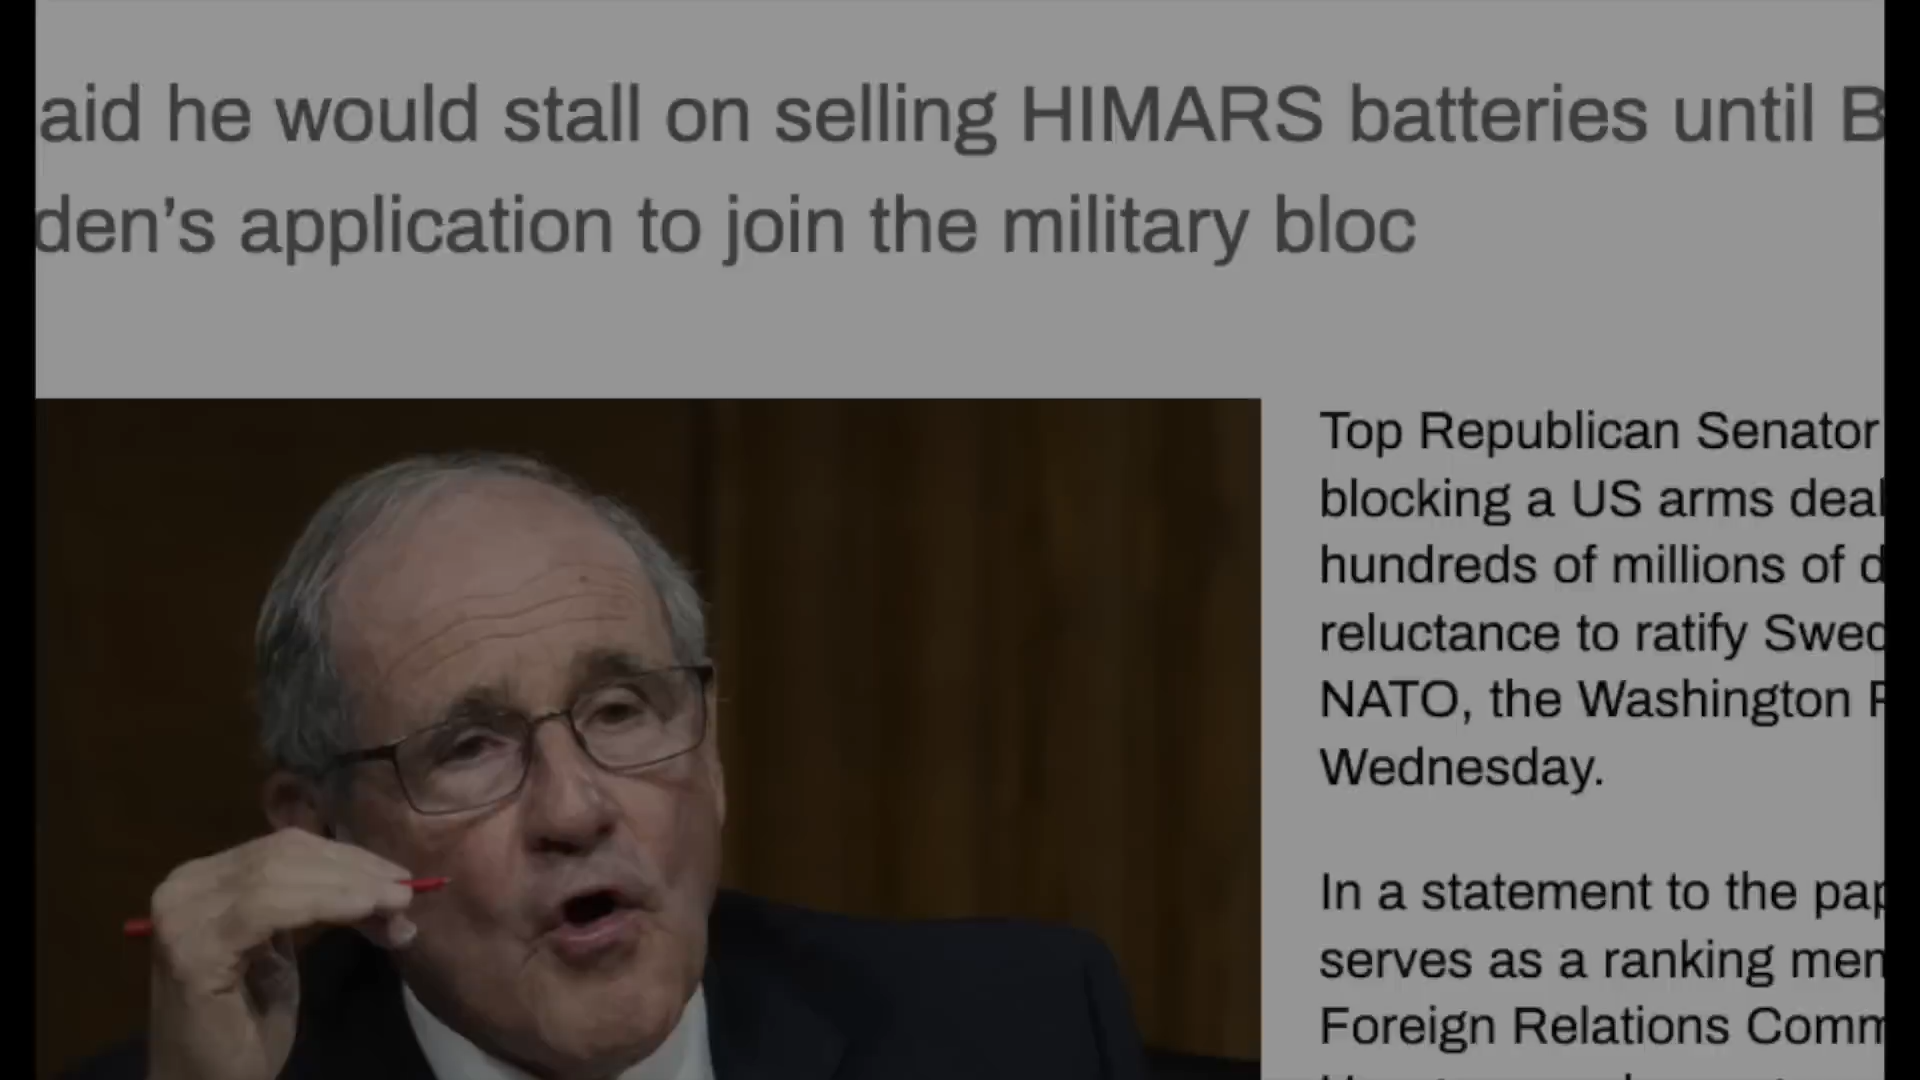 aid he would stall on selling HIMARS batteries until B
den’s application to join the military bloc
Top Republican Senator
blocking a US arms deal
hundreds of millions of d
reluctance to ratify Swed
NATO, the Washington P
Wednesday.
In a statement to the pap
serves as a ranking mem
Foreign Relations Comm